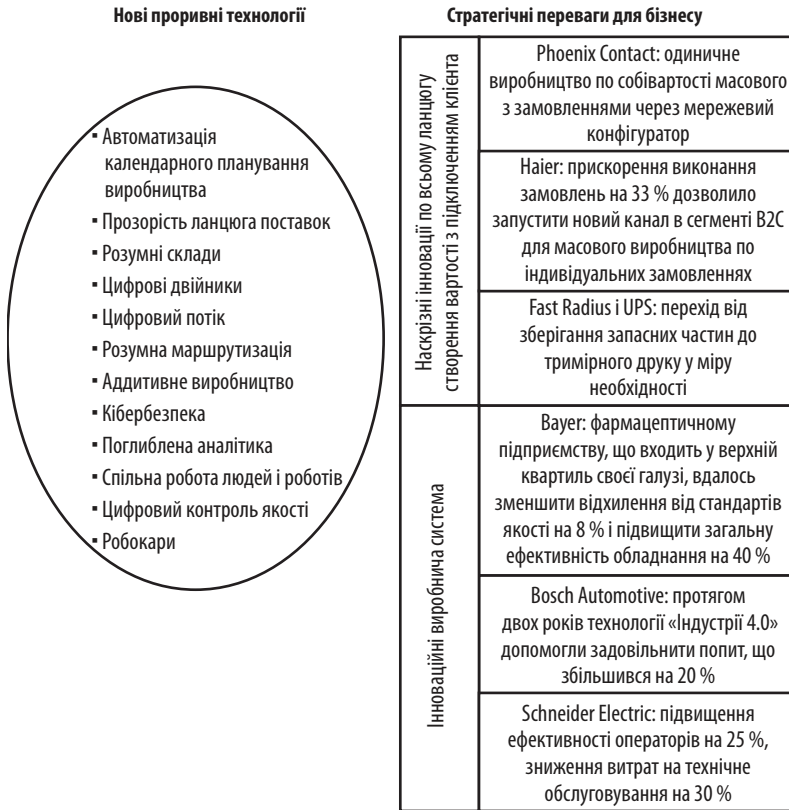 Нові проривні технології
▪ Автоматизація
календарного планування
виробництва
▪ Прозорість ланцюга поставок
▪ Розумні склади
▪ Цифрові двійники
▪ Цифровий потік
▪ Розумна маршрутизація
▪ Аддитивне виробництво
▪ Кібербезпека
▪ Поглиблена аналітика
▪ Спільна робота людей і роботів
▪ Цифровий контроль якості
▪ Робокари
Стратегічні переваги для бізнесу
Наскрізні інновації по всьому ланцюгу
створення вартості з підключенням клієнта
Phoenix Contact: одиничне
виробництво по собівартості масового
з замовленнями через мережевий
конфігуратор
Haier: прискорення виконання
замовлень на 33 % дозволило
запустити новий канал в сегменті B2C
для масового виробництва по
індивідуальних замовленнях
Fast Radius і UPS: перехід від
зберігання запасних частин до
тримірного друку у міру
необхідності
Інноваційні виробнича система
Bayer: фармацептичному
підприємству, що входить у верхній
квартиль своєї галузі, вдалось
зменшити відхилення від стандартів
якості на 8 % і підвищити загальну
ефективність обладнання на 40 %
Bosch Automotive: протягом
двох років технології «Індустрії 4.0»
допомогли задовільнити попит, що
збільшився на 20 %
Schneider Electric: підвищення
ефективності операторів на 25 %,
зниження витрат на технічне
обслуговування на 30 %